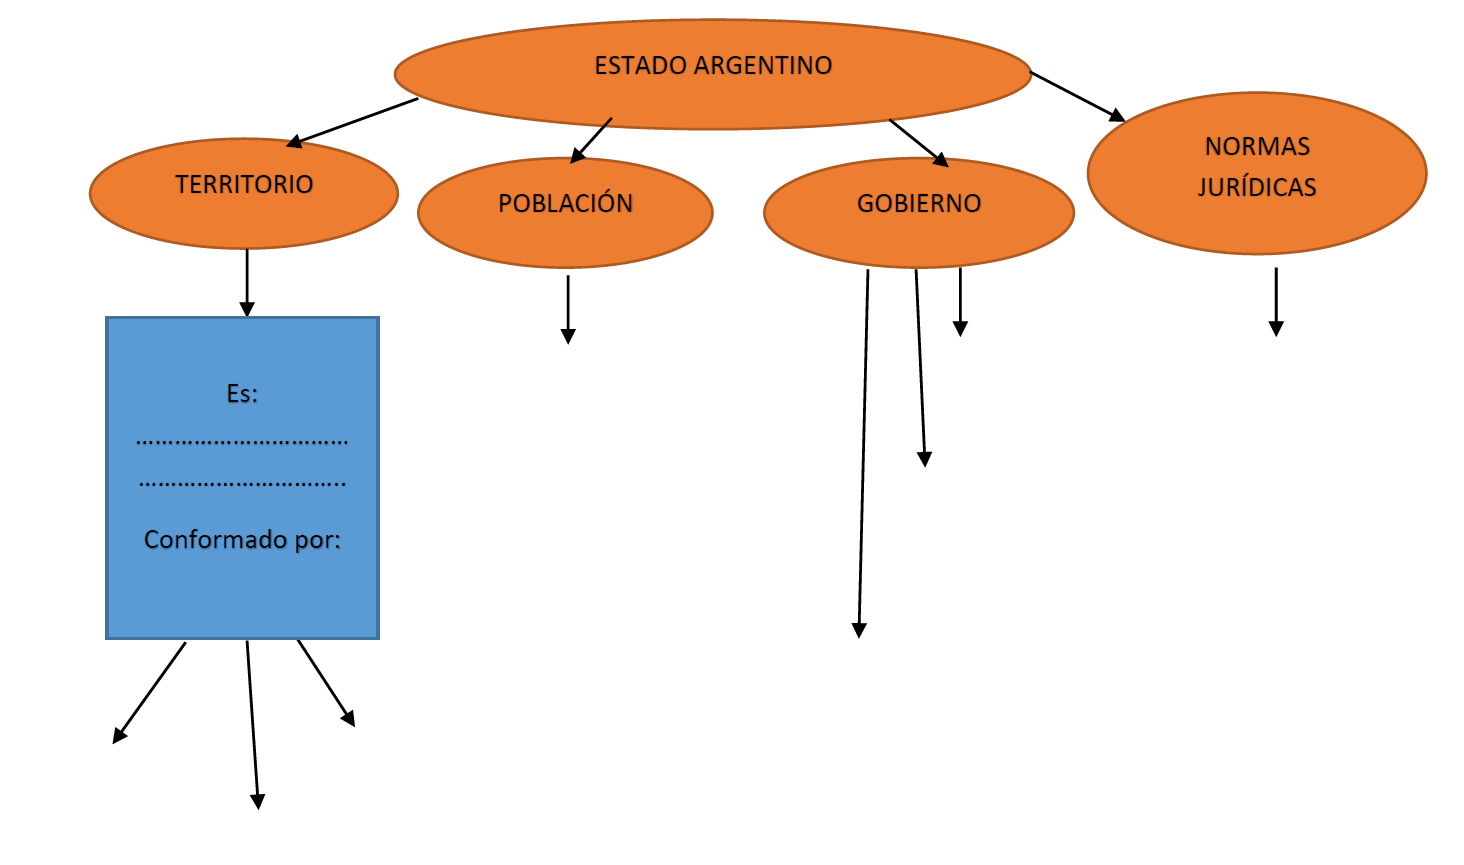 ESTADO ARGENTINO
TERRITORIO
POBLACIÓN
GOBIERNO
NORMAS
JURÍDICAS
Es:
……………………………
…………………………..
Conformado por: